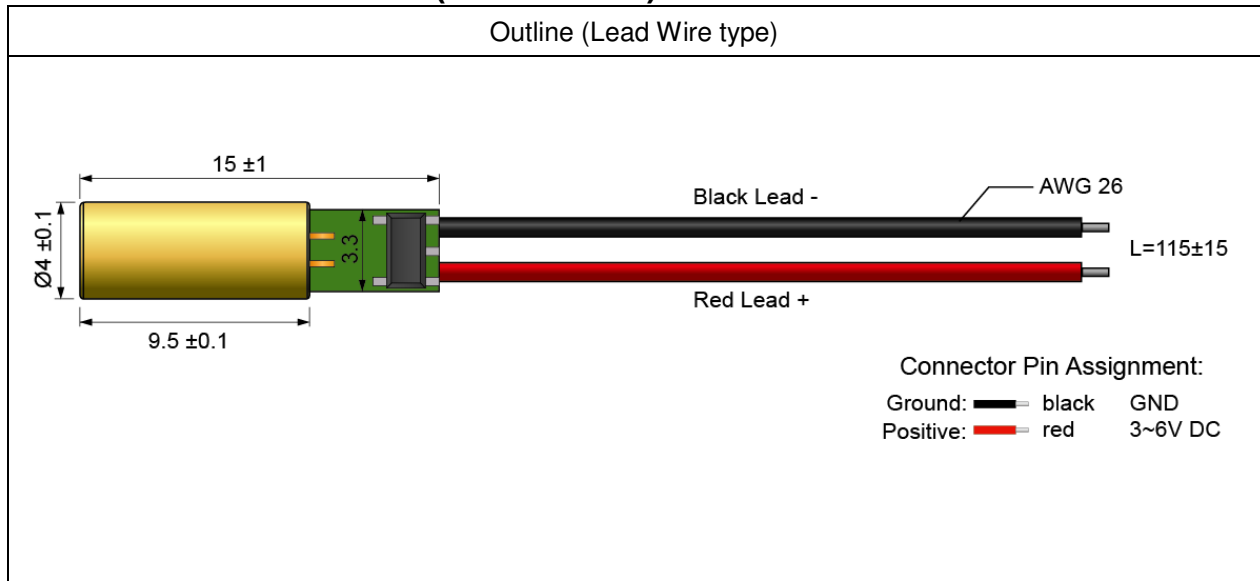 Outline (Lead Wire type)
15 ±1
Black Lead -
AWG 26
Ø4 ±0.1
3.3
L=115±15
Red Lead +
9.5 ±0.1
Connector Pin Assignment:
Ground: black GND
Positive: red 3~6V DC